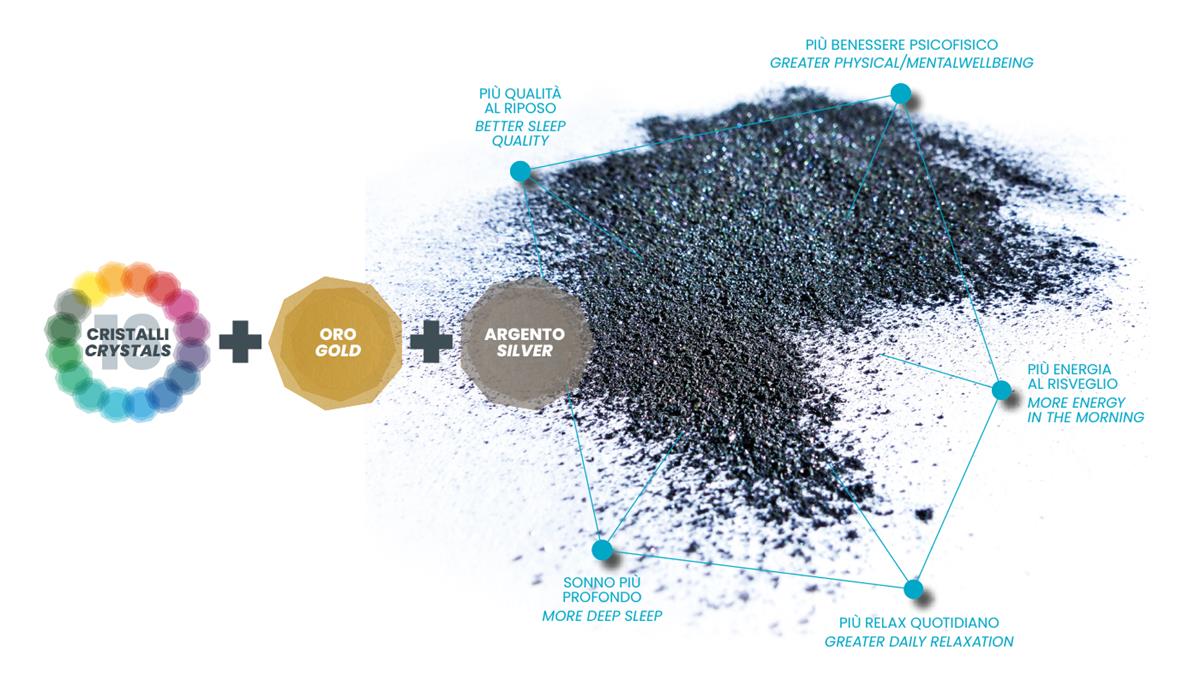 PIÙ BENESSERE PSICOFISICO
GREATER PHYSICAL/MENTALWELLBEING
PIÙ QUALITÀ
AL RIPOSO
BETTER SLEEP
QUALITY
CRISTALLI
CRYSTALS
ORO
GOLD
ARGENTO
SILVER
PIÙ ENERGIA
AL RISVEGLIO
MORE ENERGY
IN THE MORNING
SONNO PIÙ
PROFONDO
MORE DEEP SLEEP
PIÙ RELAX QUOTIDIANO
GREATER DAILY RELAXATION